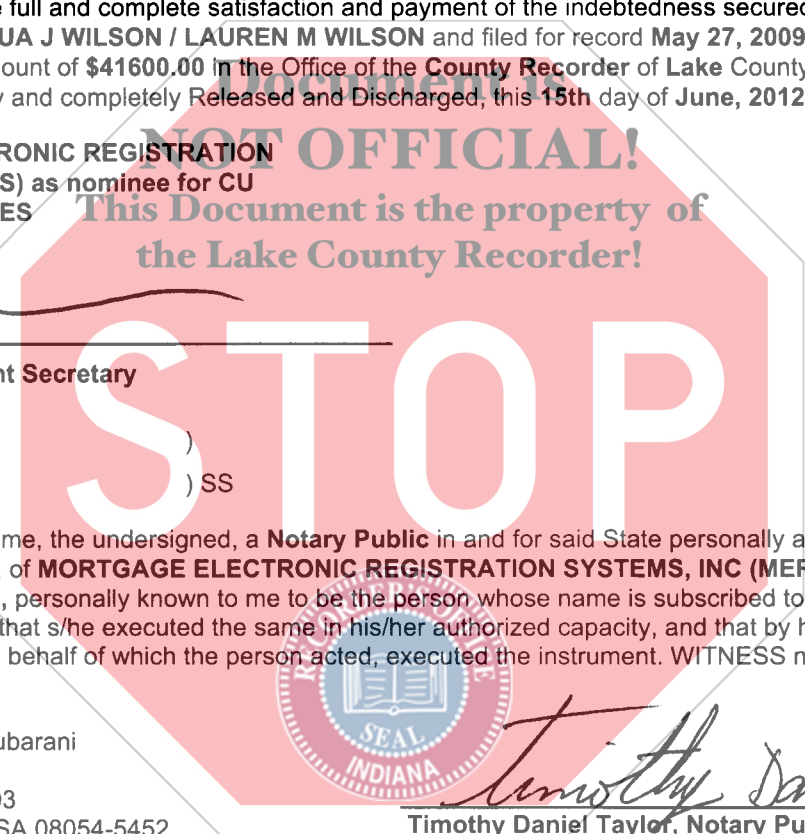 e full and complete satisfaction and payment of the indebtedness secured
UA J WILSON / LAUREN M WILSON and filed for record May 27, 2009
ount of $41600.00 in the Office of the County Recorder of Lake County
y and completely Released and Discharged, this 15th day of June, 2012
Document is
NOT OFFICIAL!
This Document is the property of
the Lake County Recorder!
RONIC REGISTRATION
S) as nominee for CU
ES
STOP
nt Secretary
)
) SS
me, the undersigned, a Notary Public in and for said State personally a
of MORTGAGE ELECTRONIC REGISTRATION SYSTEMS, INC (MER
, personally known to me to be the person whose name is subscribed to
that s/he executed the same in his/her authorized capacity, and that by h
behalf of which the person acted, executed the instrument. WITNESS m
SEAL
INDIANA
ubarani
03
SA 08054-5452
Timothy Da
Timothy Daniel Taylor, Notary Pu